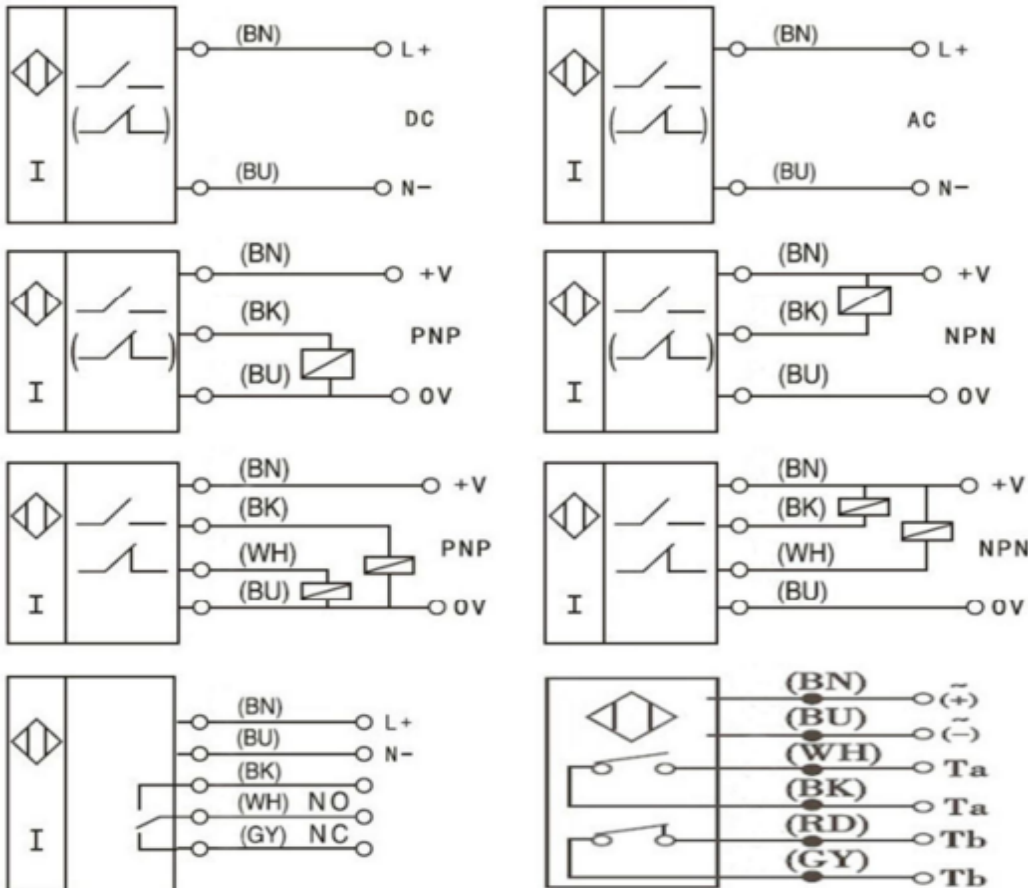 (BN) L+
DC
I (BU) N-
(BN) L+
AC
I (BU) N-
(BN) +V
(BK) PNP
I (BU) 0V
(BN) +V
(BK) NPN
I (BU) 0V
(BN) +V
(BK)
(WH) PNP
I (BU) 0V
(BN) +V
(BK)
(WH) NPN
I (BU) 0V
(BN) L+
(BU) N-
(BK)
(WH) NO
I (GY) NC
(BN) ~ (+)
(BU) ~ (-)
(WH) Ta
(BK) Ta
(RD) Tb
(GY) Tb